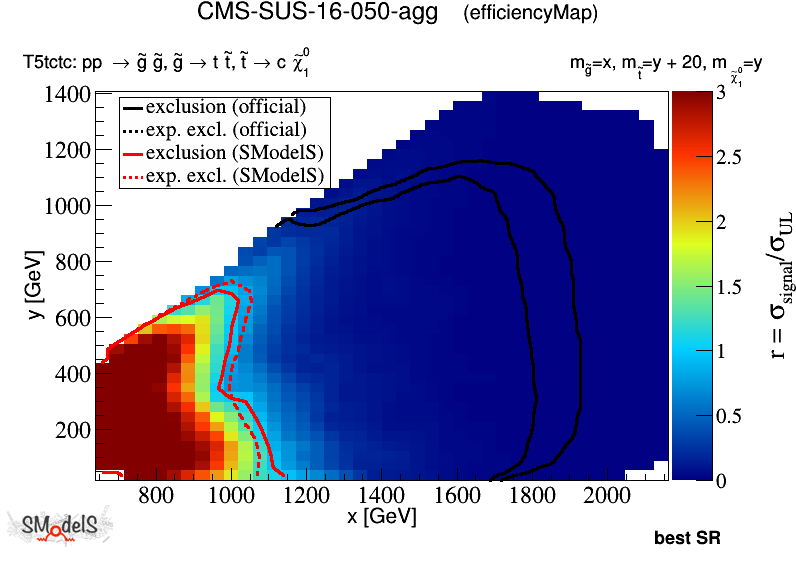 CMS-SUS-16-050-agg (efficiencyMap)
T5tctc: pp → g̃ g̃, g̃ → t t̃, t̃ → c χ̃₁⁰
m_g̃=x, m_t̃=y + 20, m_χ̃₁⁰=y
exclusion (official)
exp. excl. (official)
exclusion (SModelS)
exp. excl. (SModelS)
1400
1200
1000
800
600
400
200
y [GeV]
800 1000 1200 1400 1600 1800 2000
x [GeV]
3
2.5
2
1.5
1
0.5
0
r = σ_signal/σ_UL
SModelS
best SR